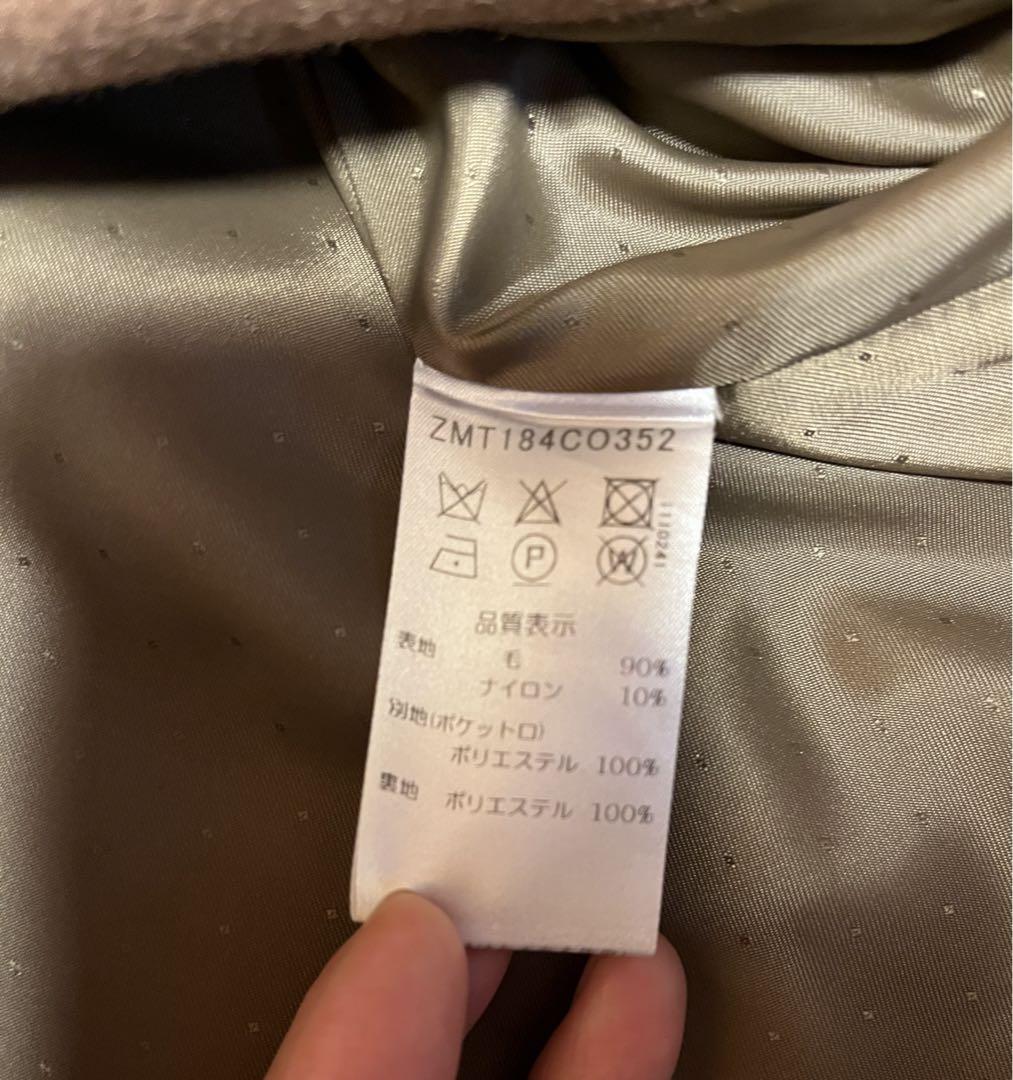 ZMT184CO352
1110241
P
W
品質表示
表地 毛 90%
ナイロン 10%
別地(ポケット口)
ポリエステル 100%
裏地 ポリエステル 100%